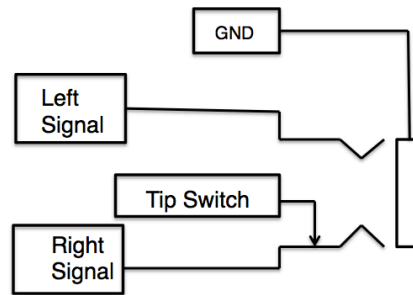 GND
Left
Signal
Tip Switch
Right
Signal